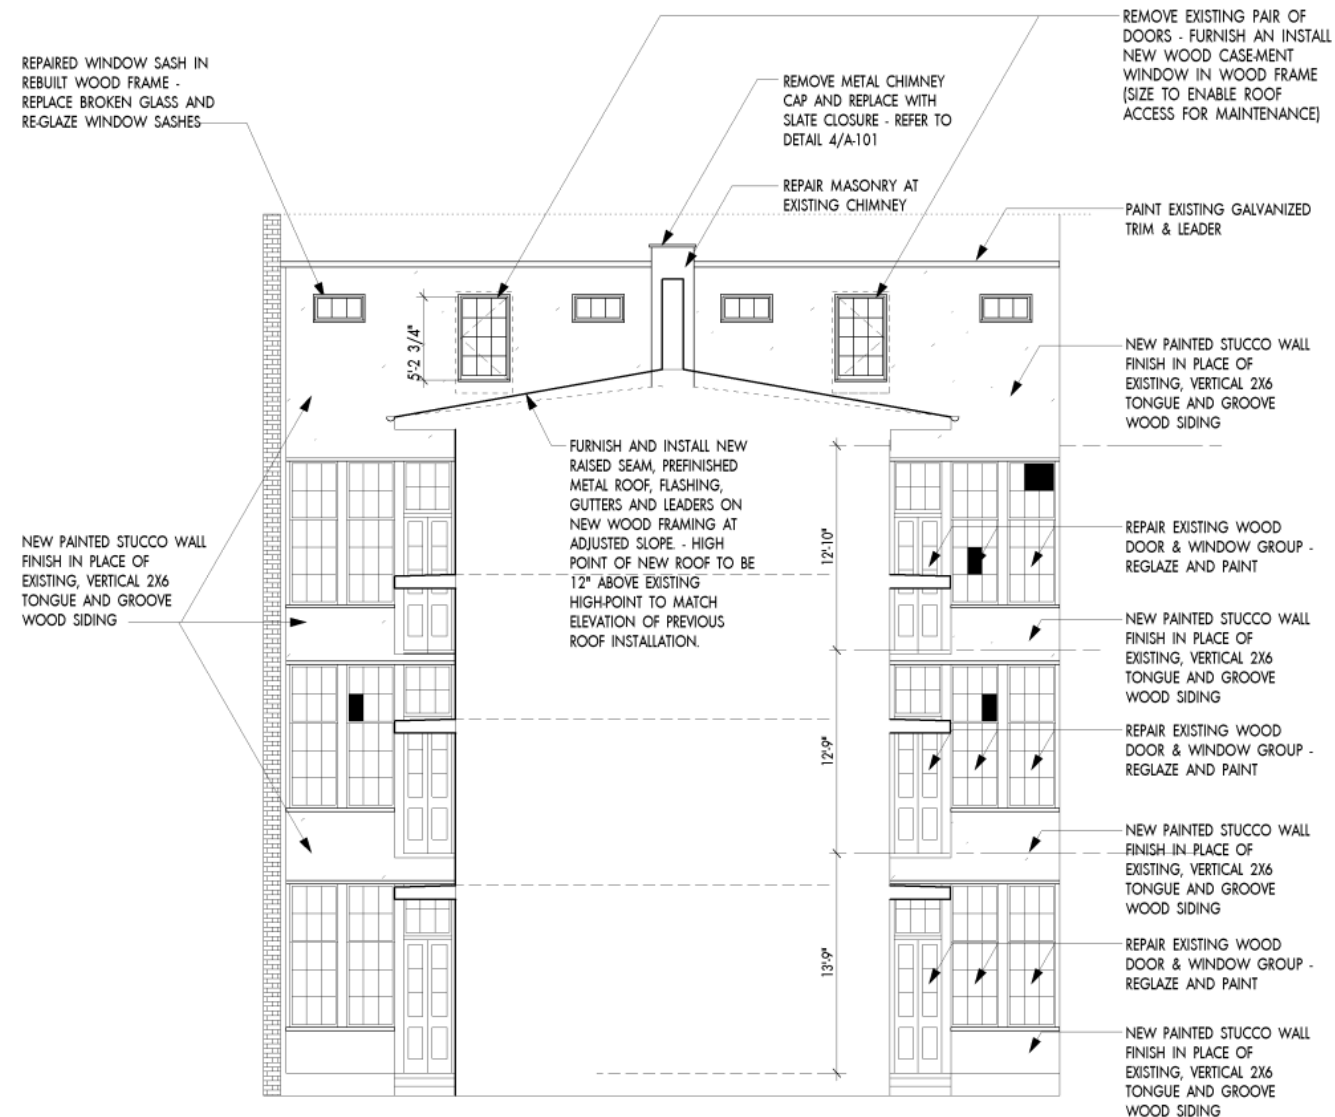 REPAIRED WINDOW SASH IN
REBUILT WOOD FRAME -
REPLACE BROKEN GLASS AND
RE-GLAZE WINDOW SASHES
REMOVE METAL CHIMNEY
CAP AND REPLACE WITH
SLATE CLOSURE - REFER TO
DETAIL 4/A-101
REPAIR MASONRY AT
EXISTING CHIMNEY
REMOVE EXISTING PAIR OF
DOORS - FURNISH AN INSTALL
NEW WOOD CASE-MENT
WINDOW IN WOOD FRAME
(SIZE TO ENABLE ROOF
ACCESS FOR MAINTENANCE)
PAINT EXISTING GALVANIZED
TRIM & LEADER
5'-2 3/4"
NEW PAINTED STUCCO WALL
FINISH IN PLACE OF
EXISTING, VERTICAL 2X6
TONGUE AND GROOVE
WOOD SIDING
FURNISH AND INSTALL NEW
RAISED SEAM, PREFINISHED
METAL ROOF, FLASHING,
GUTTERS AND LEADERS ON
NEW WOOD FRAMING AT
ADJUSTED SLOPE. - HIGH
POINT OF NEW ROOF TO BE
12" ABOVE EXISTING
HIGH-POINT TO MATCH
ELEVATION OF PREVIOUS
ROOF INSTALLATION.
NEW PAINTED STUCCO WALL
FINISH IN PLACE OF
EXISTING, VERTICAL 2X6
TONGUE AND GROOVE
WOOD SIDING
12'-10"
REPAIR EXISTING WOOD
DOOR & WINDOW GROUP -
REGLAZE AND PAINT
NEW PAINTED STUCCO WALL
FINISH IN PLACE OF
EXISTING, VERTICAL 2X6
TONGUE AND GROOVE
WOOD SIDING
12'-9"
REPAIR EXISTING WOOD
DOOR & WINDOW GROUP -
REGLAZE AND PAINT
NEW PAINTED STUCCO WALL
FINISH IN PLACE OF
EXISTING, VERTICAL 2X6
TONGUE AND GROOVE
WOOD SIDING
13'-9"
REPAIR EXISTING WOOD
DOOR & WINDOW GROUP -
REGLAZE AND PAINT
NEW PAINTED STUCCO WALL
FINISH IN PLACE OF
EXISTING, VERTICAL 2X6
TONGUE AND GROOVE
WOOD SIDING